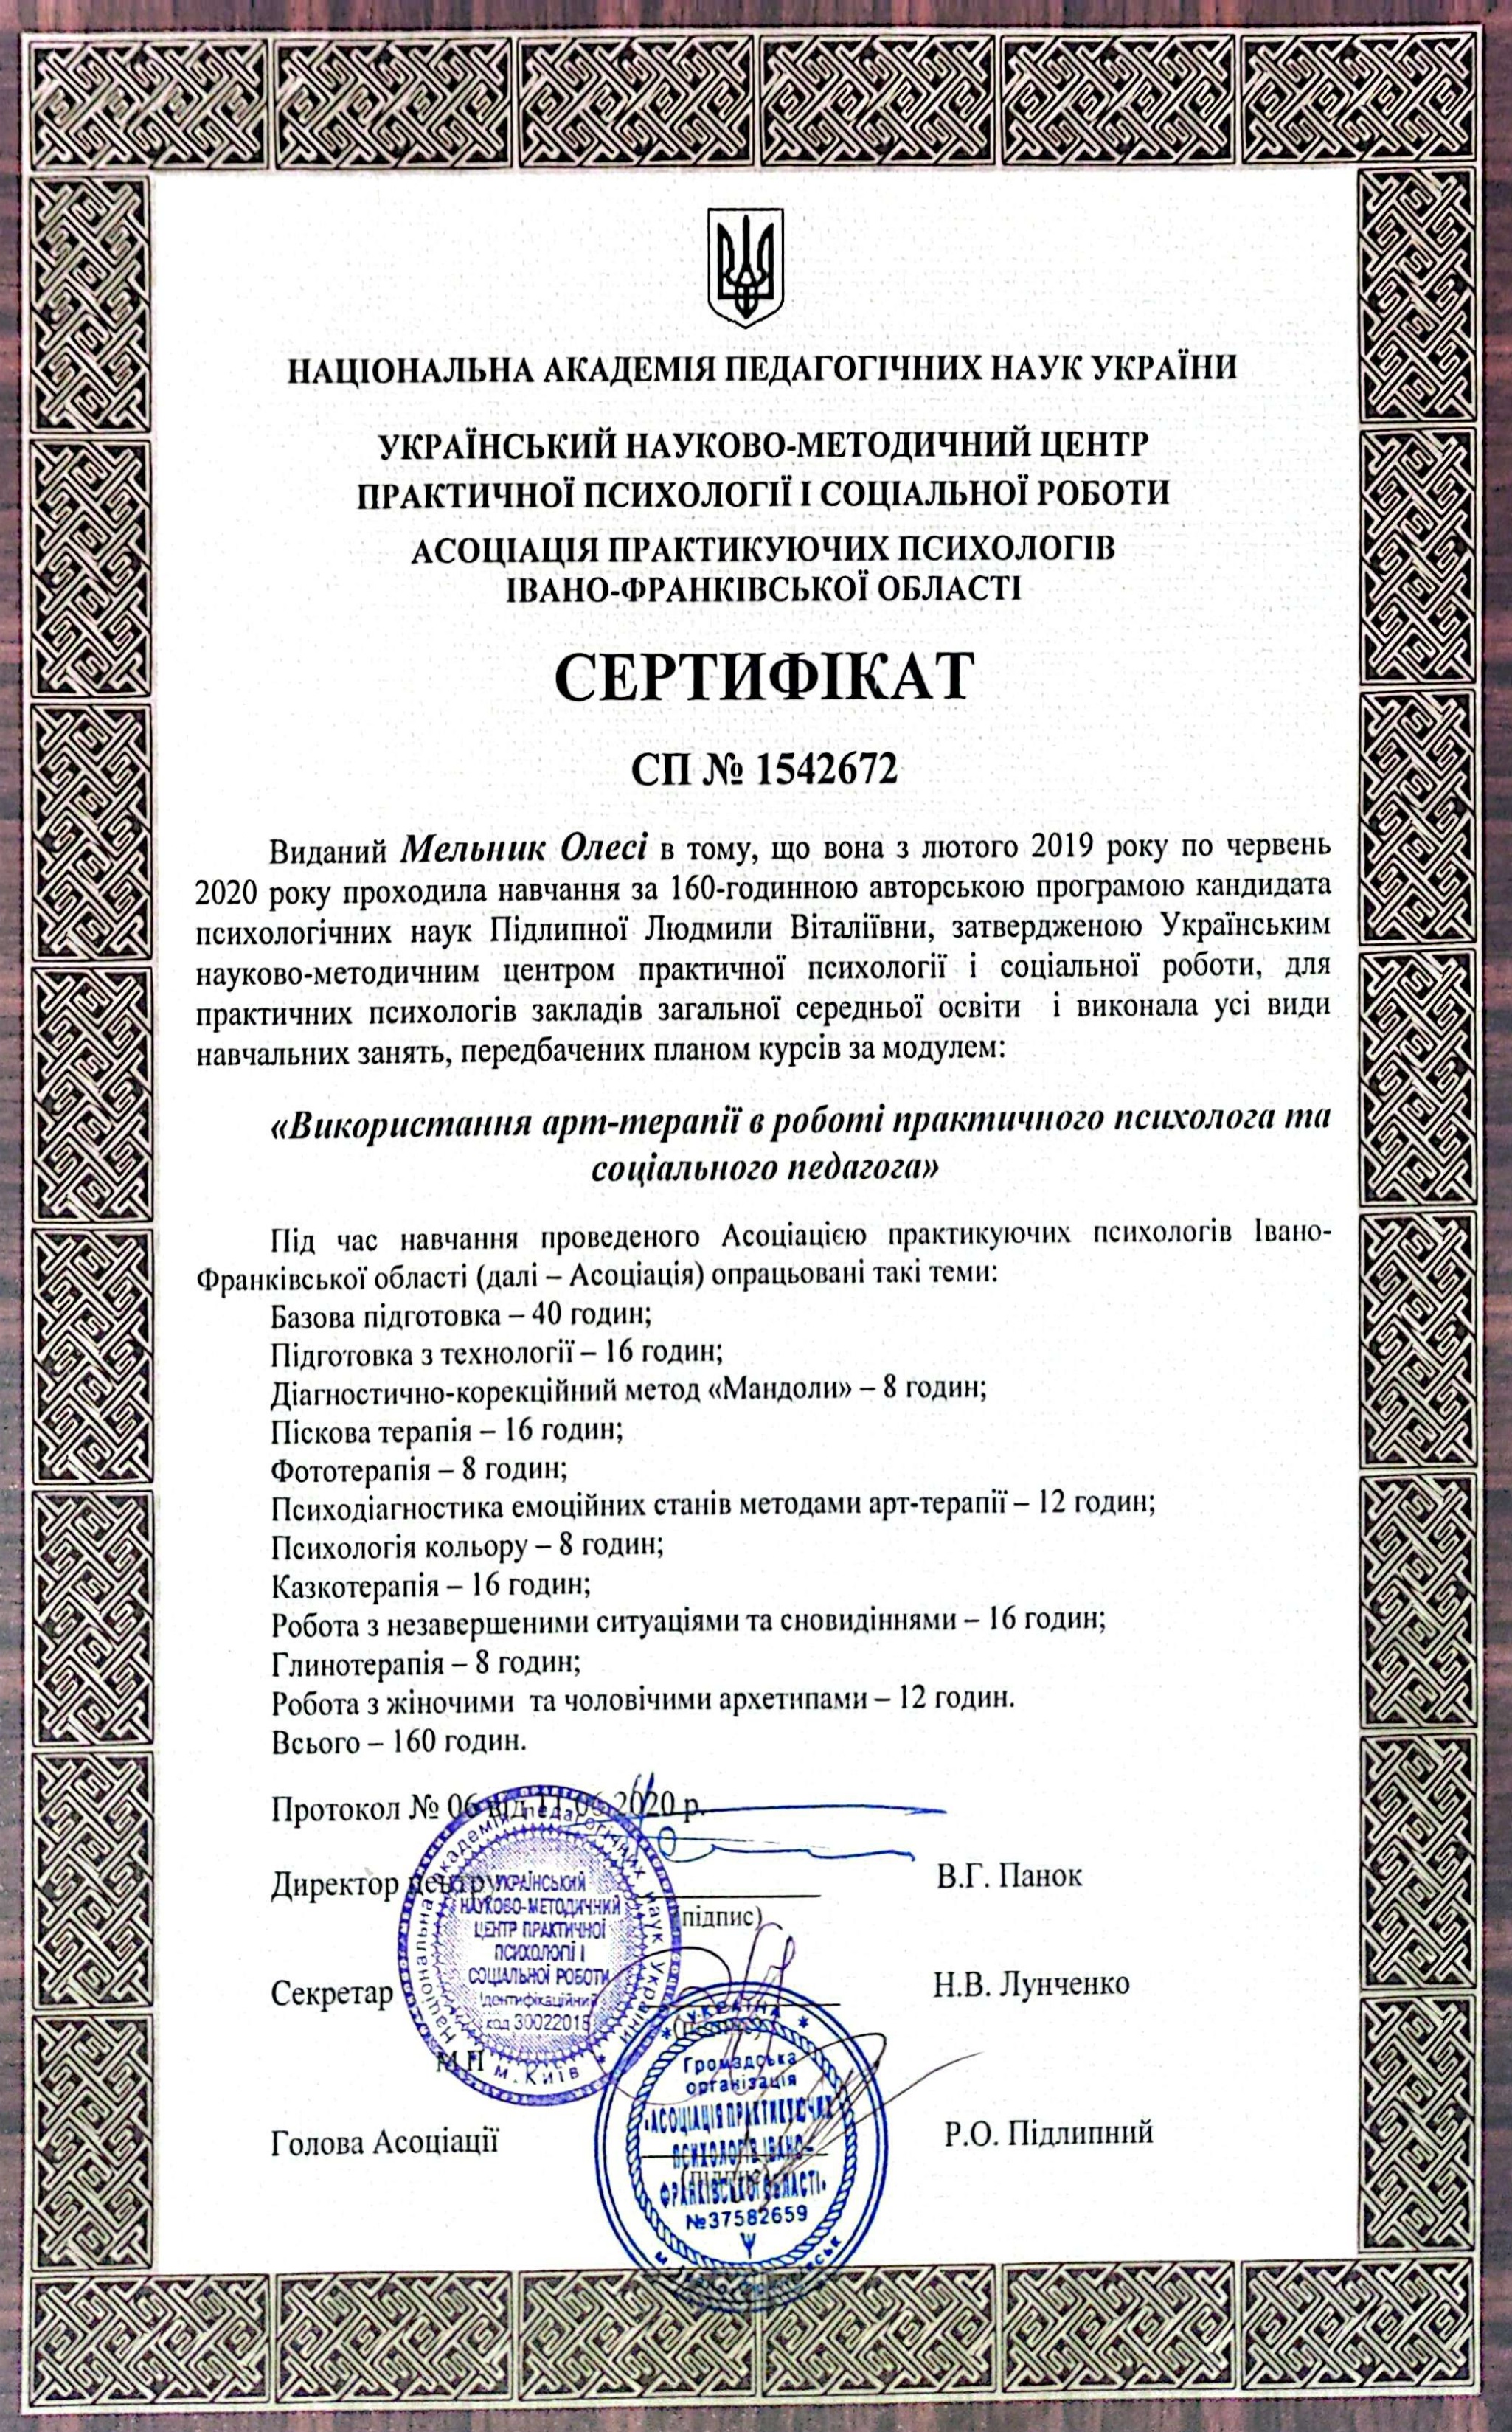 НАЦІОНАЛЬНА АКАДЕМІЯ ПЕДАГОГІЧНИХ НАУК УКРАЇНИ
УКРАЇНСЬКИЙ НАУКОВО-МЕТОДИЧНИЙ ЦЕНТР
ПРАКТИЧНОЇ ПСИХОЛОГІЇ І СОЦІАЛЬНОЇ РОБОТИ
АСОЦІАЦІЯ ПРАКТИКУЮЧИХ ПСИХОЛОГІВ
ІВАНО-ФРАНКІВСЬКОЇ ОБЛАСТІ
СЕРТИФІКАТ
СП № 1542672
Виданий Мельник Олесі в тому, що вона з лютого 2019 року по червень
2020 року проходила навчання за 160-годинною авторською програмою кандидата
психологічних наук Підлипної Людмили Віталіївни, затвердженою Українським
науково-методичним центром практичної психології і соціальної роботи, для
практичних психологів закладів загальної середньої освіти і виконала усі види
навчальних занять, передбачених планом курсів за модулем:
«Використання арт-терапії в роботі практичного психолога та
соціального педагога»
Під час навчання проведеного Асоціацією практикуючих психологів Івано-
Франківської області (далі – Асоціація) опрацьовані такі теми:
Базова підготовка – 40 годин;
Підготовка з технології – 16 годин;
Діагностично-корекційний метод «Мандоли» – 8 годин;
Піскова терапія – 16 годин;
Фототерапія – 8 годин;
Психодіагностика емоційних станів методами арт-терапії – 12 годин;
Психологія кольору – 8 годин;
Казкотерапія – 16 годин;
Робота з незавершеними ситуаціями та сновидіннями – 16 годин;
Глинотерапія – 8 годин;
Робота з жіночими та чоловічими архетипами – 12 годин.
Всього – 160 годин.
Протокол № 06 від 11.06.2020 р.
Директор центру В.Г. Панок
(підпис)
Секретар Н.В. Лунченко
(підпис)
М.П
Голова Асоціації Р.О. Підлипний
(підпис)
Національна академія педагогічних наук України
УКРАЇНСЬКИЙ
НАУКОВО-МЕТОДИЧНИЙ
ЦЕНТР ПРАКТИЧНОЇ
ПСИХОЛОГІЇ І
СОЦІАЛЬНОЇ РОБОТИ
Ідентифікаційний
код 30022015
* м. Київ *
* УКРАЇНА *
Громадська
організація
«АСОЦІАЦІЯ ПРАКТИКУЮЧИХ
ПСИХОЛОГІВ ІВАНО-
ФРАНКІВСЬКОЇ ОБЛАСТІ»
№37582659